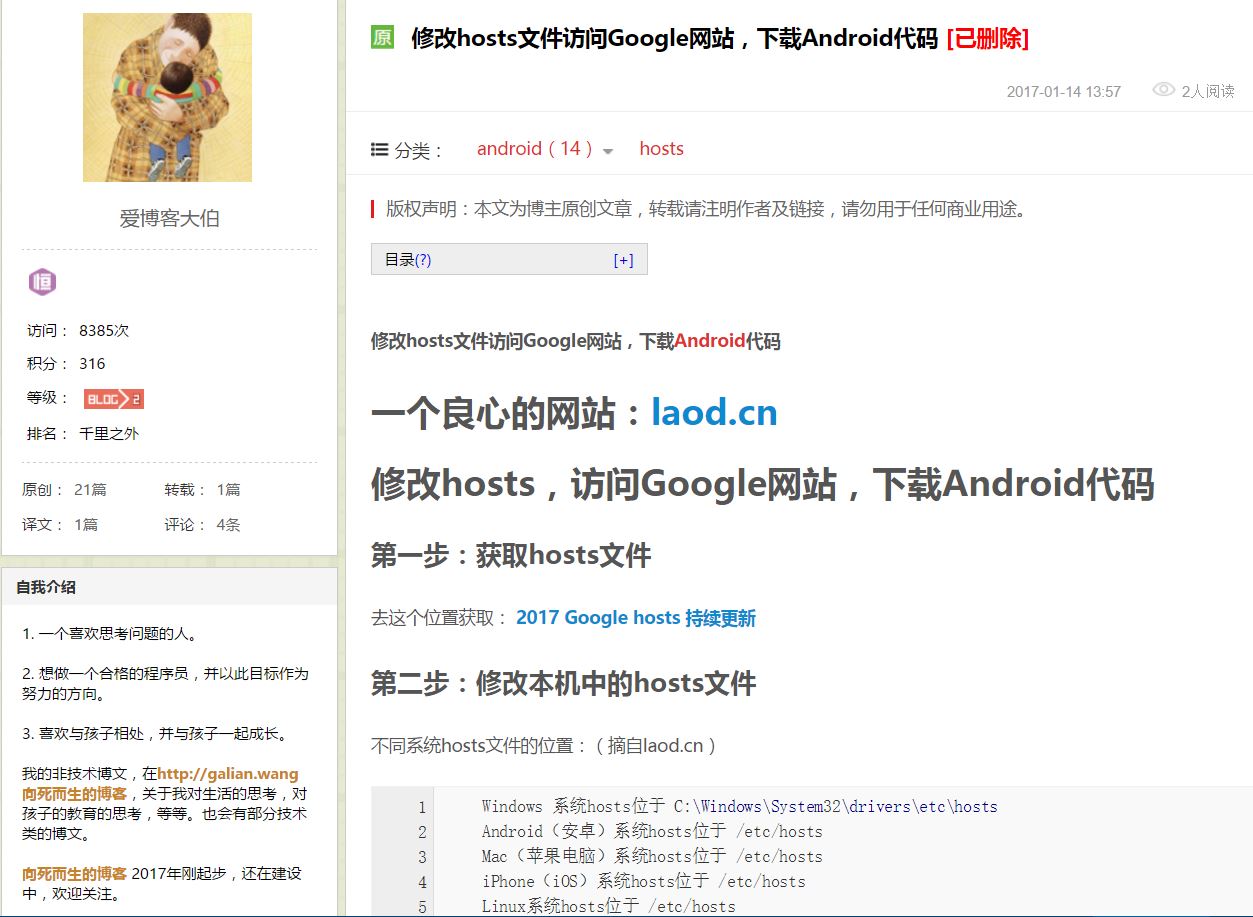 爱博客大伯
恒
访问： 8385次
积分： 316
等级： BLOG 2
排名： 千里之外
原创： 21篇 转载： 1篇
译文： 1篇 评论： 4条
自我介绍
1. 一个喜欢思考问题的人。
2. 想做一个合格的程序员，并以此目标作为
努力的方向。
3. 喜欢与孩子相处，并与孩子一起成长。
我的非技术博文，在http://galian.wang
向死而生的博客，关于我对生活的思考，对
孩子的教育的思考，等等。也会有部分技术
类的博文。
向死而生的博客 2017年刚起步，还在建设
中，欢迎关注。
原 修改hosts文件访问Google网站，下载Android代码 [已删除]
2017-01-14 13:57 2人阅读
分类： android（14） hosts
版权声明：本文为博主原创文章，转载请注明作者及链接，请勿用于任何商业用途。
目录(?) [+]
修改hosts文件访问Google网站，下载Android代码
一个良心的网站：laod.cn
修改hosts，访问Google网站，下载Android代码
第一步：获取hosts文件
去这个位置获取： 2017 Google hosts 持续更新
第二步：修改本机中的hosts文件
不同系统hosts文件的位置：（摘自laod.cn）
1 Windows 系统hosts位于 C:\Windows\System32\drivers\etc\hosts
2 Android（安卓）系统hosts位于 /etc/hosts
3 Mac（苹果电脑）系统hosts位于 /etc/hosts
4 iPhone（iOS）系统hosts位于 /etc/hosts
5 Linux系统hosts位于 /etc/hosts